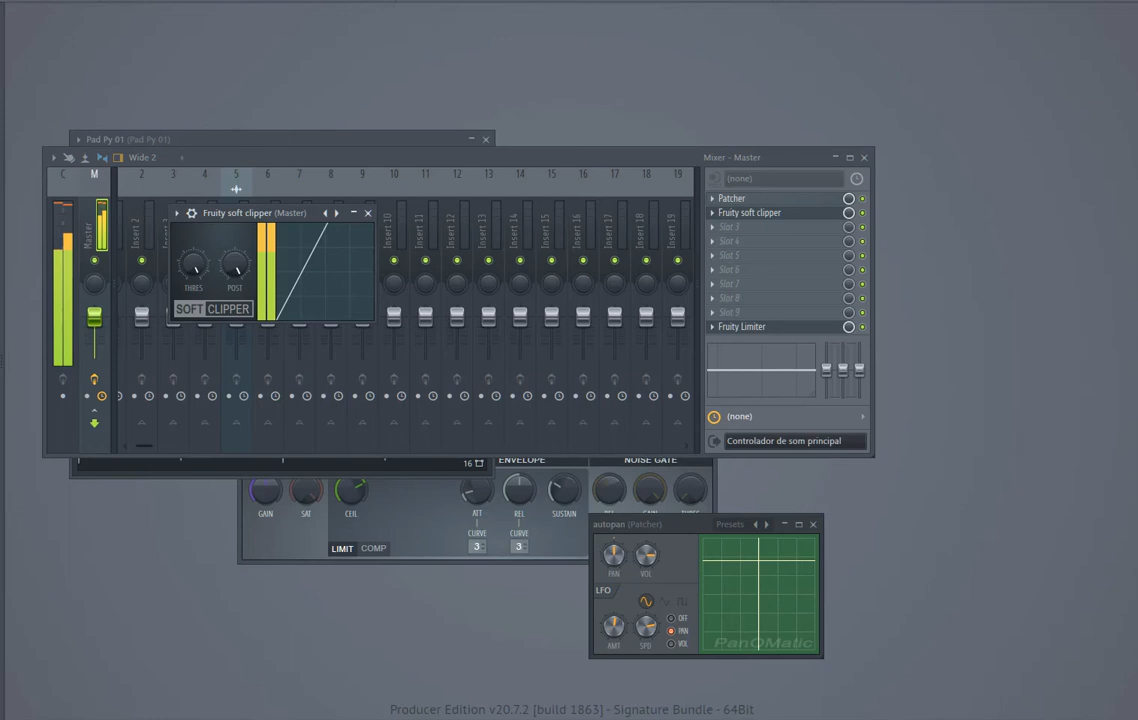 Pad Py 01 (Pad Py 01)
Wide 2
Mixer - Master
C
M
2
3
4
5
6
7
8
9
10
11
12
13
14
15
16
17
18
19
(none)
Master
Insert 2
Insert 10
Insert 11
Insert 12
Insert 13
Insert 14
Insert 15
Insert 16
Insert 17
Insert 18
Insert 19
Fruity soft clipper (Master)
THRES
POST
SOFT CLIPPER
Patcher
Fruity soft clipper
Slot 3
Slot 4
Slot 5
Slot 6
Slot 7
Slot 8
Slot 9
Fruity Limiter
(none)
Controlador de som principal
16
ENVELOPE
NOISE GATE
GAIN
SAT
CEIL
ATT
REL
SUSTAIN
CURVE
CURVE
3
3
LIMIT
COMP
autopan (Patcher)
Presets
PAN
VOL
LFO
OFF
PAN
VOL
AMT
SPD
PanOMatic
Producer Edition v20.7.2 [build 1863] - Signature Bundle - 64Bit